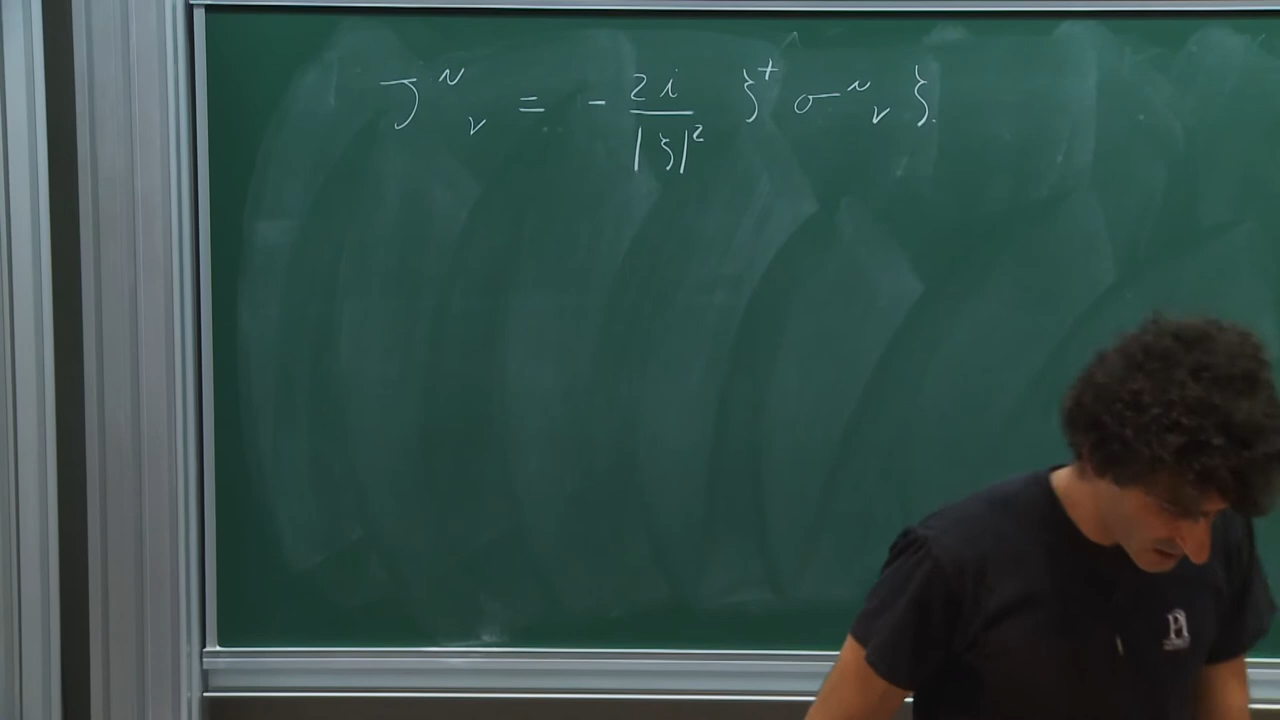 J^μ_ν = - 2i / |ξ|² ξ† σ^μ_ν ξ.